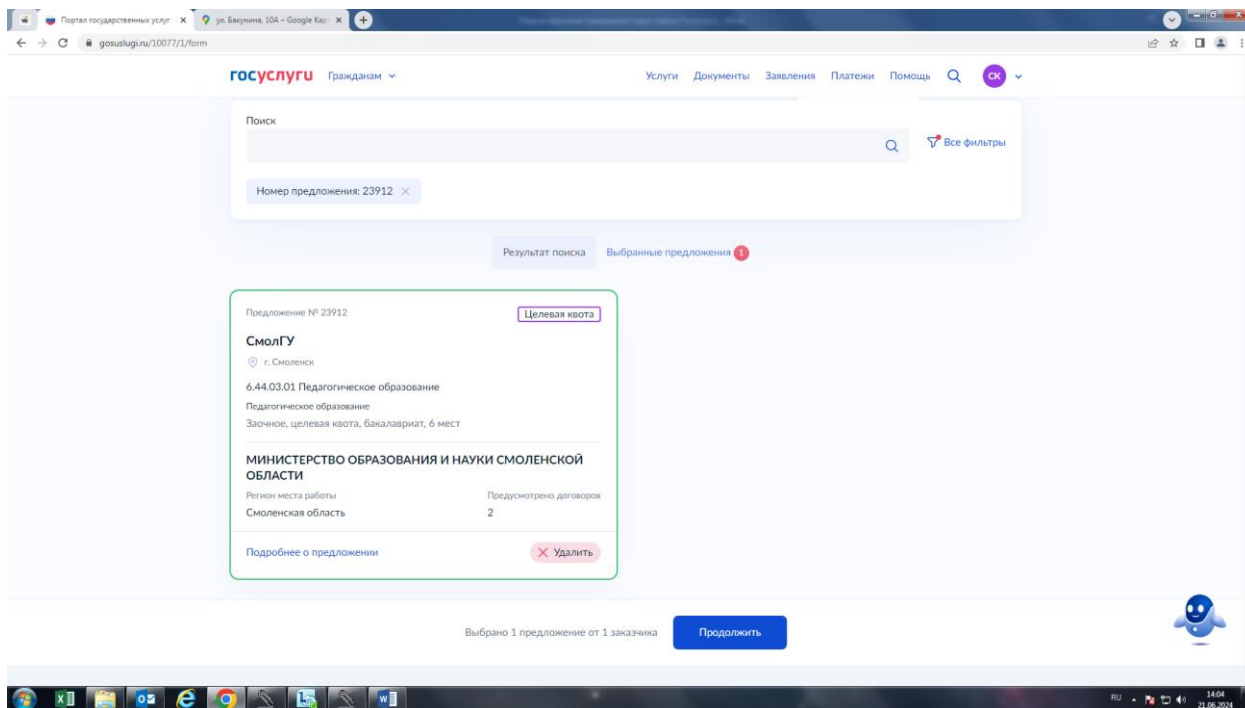 Портал государственных услуг
ул. Бакунина, 10А – Google Кар
gosuslugi.ru/10077/1/form
госуслуги Гражданам Услуги Документы Заявления Платежи Помощь СК
Поиск
Все фильтры
Номер предложения: 23912
Результат поиска Выбранные предложения 1
Предложение № 23912 Целевая квота
СмолГУ
г. Смоленск
6.44.03.01 Педагогическое образование
Педагогическое образование
Заочное, целевая квота, бакалавриат, 6 мест
МИНИСТЕРСТВО ОБРАЗОВАНИЯ И НАУКИ СМОЛЕНСКОЙ
ОБЛАСТИ
Регион места работы Предусмотрено договоров
Смоленская область 2
Подробнее о предложении Удалить
Выбрано 1 предложение от 1 заказчика Продолжить
RU 14:04
21.06.2024